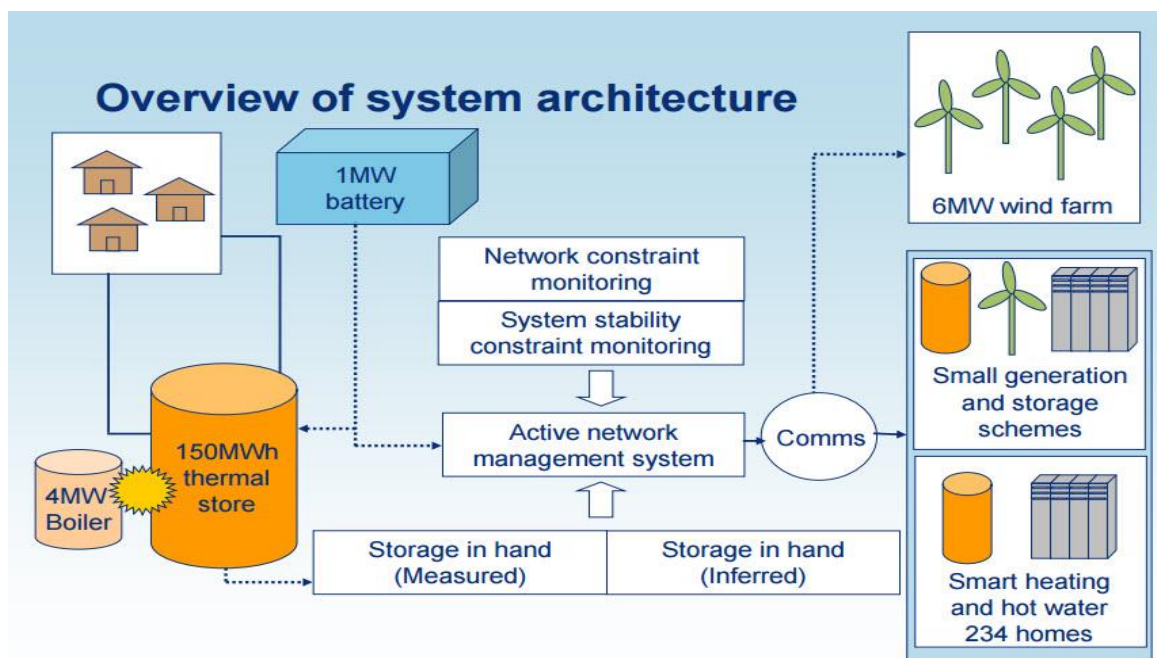 Overview of system architecture
1MW
battery
6MW wind farm
Network constraint
monitoring
System stability
constraint monitoring
Small generation
and storage
schemes
Active network
management system
Comms
150MWh
thermal
store
4MW
Boiler
Storage in hand
(Measured)
Storage in hand
(Inferred)
Smart heating
and hot water
234 homes